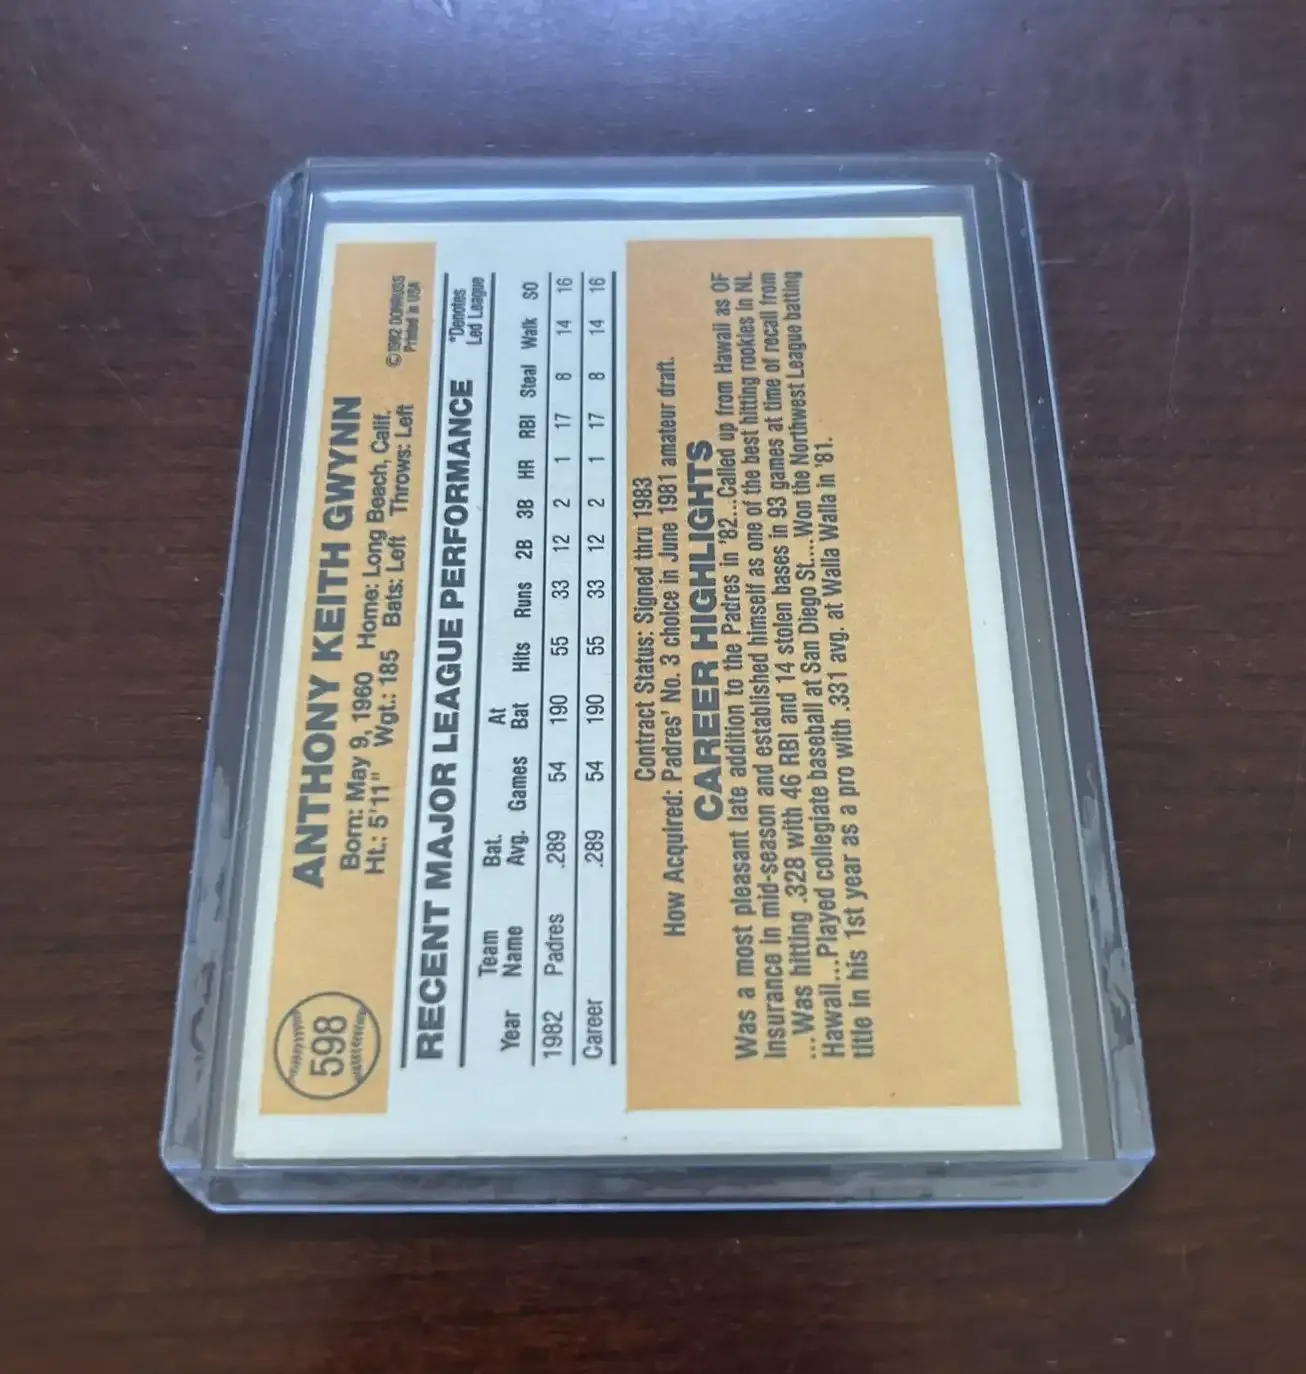 598
ANTHONY KEITH GWYNN
Born: May 9, 1960 Home: Long Beach, Calif.
Ht.: 5'11" Wgt.: 185 Bats: Left Throws: Left
©1982 DONRUSS
Printed in USA
RECENT MAJOR LEAGUE PERFORMANCE
*Denotes
Led League
Team Bat. At
Year Name Avg. Games Bat Hits Runs 2B 3B HR RBI Steal Walk SO
1982 Padres .289 54 190 55 33 12 2 1 17 8 14 16
Career .289 54 190 55 33 12 2 1 17 8 14 16
Contract Status: Signed thru 1983
How Acquired: Padres' No. 3 choice in June 1981 amateur draft.
CAREER HIGHLIGHTS
Was a most pleasant late addition to the Padres in '82...Called up from Hawaii as OF
insurance in mid-season and established himself as one of the best hitting rookies in NL
...Was hitting .328 with 46 RBI and 14 stolen bases in 93 games at time of recall from
Hawaii...Played collegiate baseball at San Diego St....Won the Northwest League batting
title in his 1st year as a pro with .331 avg. at Walla Walla in '81.